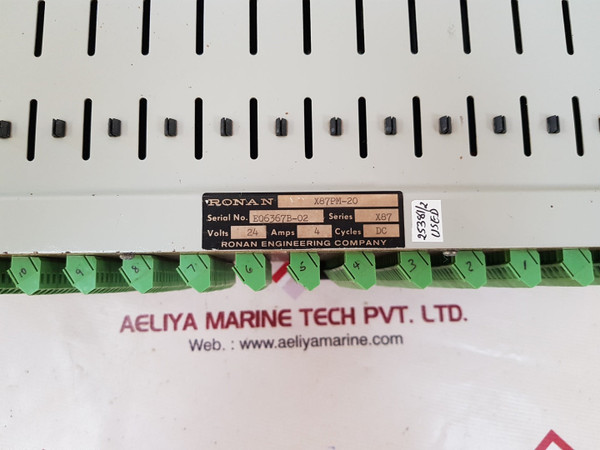 RONAN X87PM-20
Serial No. E06367B-02 Series X87
Volts 24 Amps 4 Cycles DC
RONAN ENGINEERING COMPANY
25387/2
USED
10 9 8 7 6 5 4 3 2 1
AELIYA MARINE TECH PVT. LTD.
Web. : www.aeliyamarine.com